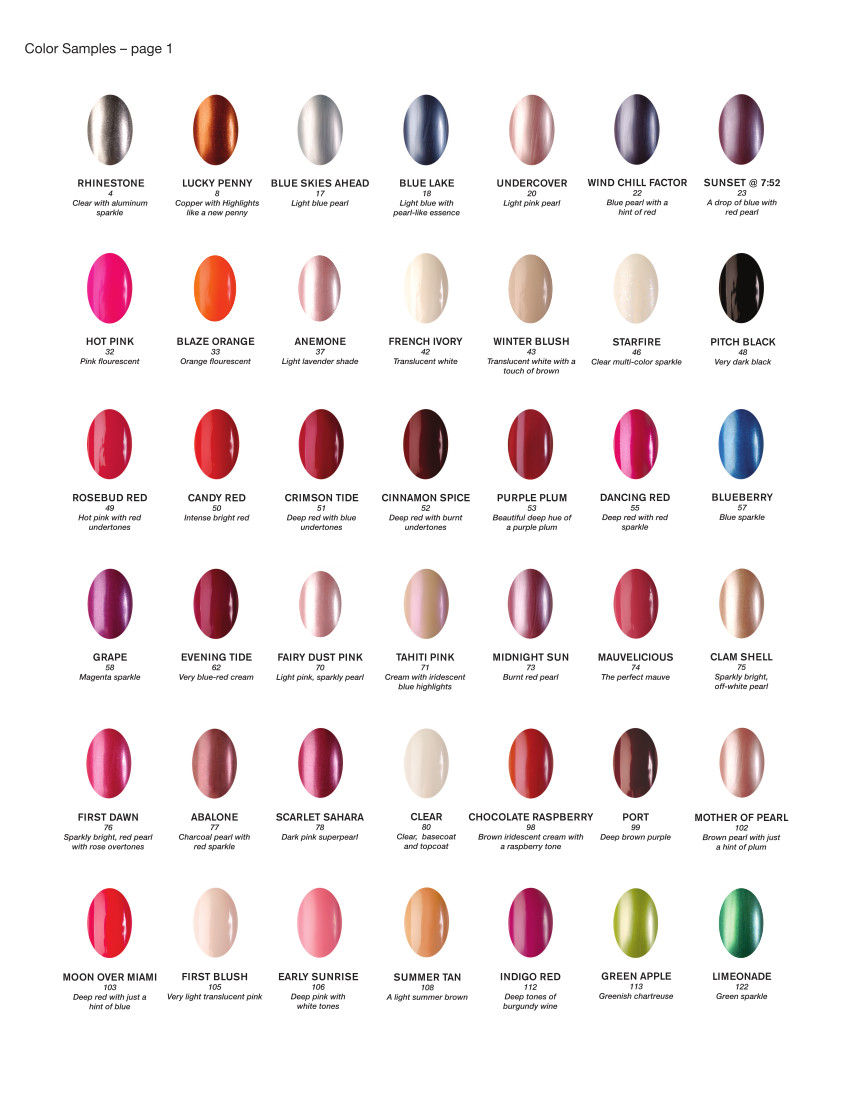 Color Samples – page 1
RHINESTONE
4
Clear with aluminum
sparkle
LUCKY PENNY
8
Copper with Highlights
like a new penny
BLUE SKIES AHEAD
17
Light blue pearl
BLUE LAKE
18
Light blue with
pearl-like essence
UNDERCOVER
20
Light pink pearl
WIND CHILL FACTOR
22
Blue pearl with a
hint of red
SUNSET @ 7:52
23
A drop of blue with
red pearl
HOT PINK
32
Pink flourescent
BLAZE ORANGE
33
Orange flourescent
ANEMONE
37
Light lavender shade
FRENCH IVORY
42
Translucent white
WINTER BLUSH
43
Translucent white with a
touch of brown
STARFIRE
46
Clear multi-color sparkle
PITCH BLACK
48
Very dark black
ROSEBUD RED
49
Hot pink with red
undertones
CANDY RED
50
Intense bright red
CRIMSON TIDE
51
Deep red with blue
undertones
CINNAMON SPICE
52
Deep red with burnt
undertones
PURPLE PLUM
53
Beautiful deep hue of
a purple plum
DANCING RED
55
Deep red with red
sparkle
BLUEBERRY
57
Blue sparkle
GRAPE
58
Magenta sparkle
EVENING TIDE
62
Very blue-red cream
FAIRY DUST PINK
70
Light pink, sparkly pearl
TAHITI PINK
71
Cream with iridescent
blue highlights
MIDNIGHT SUN
73
Burnt red pearl
MAUVELICIOUS
74
The perfect mauve
CLAM SHELL
75
Sparkly bright,
off-white pearl
FIRST DAWN
76
Sparkly bright, red pearl
with rose overtones
ABALONE
77
Charcoal pearl with
red sparkle
SCARLET SAHARA
78
Dark pink superpearl
CLEAR
80
Clear, basecoat
and topcoat
CHOCOLATE RASPBERRY
98
Brown iridescent cream with
a raspberry tone
PORT
99
Deep brown purple
MOTHER OF PEARL
102
Brown pearl with just
a hint of plum
MOON OVER MIAMI
103
Deep red with just a
hint of blue
FIRST BLUSH
105
Very light translucent pink
EARLY SUNRISE
106
Deep pink with
white tones
SUMMER TAN
108
A light summer brown
INDIGO RED
112
Deep tones of
burgundy wine
GREEN APPLE
113
Greenish chartreuse
LIMEONADE
122
Green sparkle